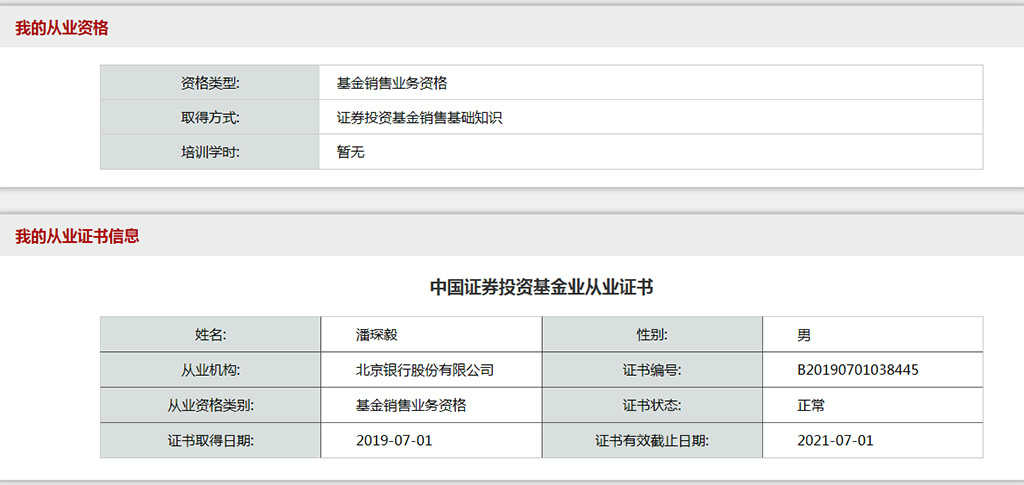 我的从业资格
资格类型: 基金销售业务资格
取得方式: 证券投资基金销售基础知识
培训学时: 暂无
我的从业证书信息
中国证券投资基金业从业证书
姓名: 潘琛毅 性别: 男
从业机构: 北京银行股份有限公司 证书编号: B20190701038445
从业资格类别: 基金销售业务资格 证书状态: 正常
证书取得日期: 2019-07-01 证书有效截止日期: 2021-07-01